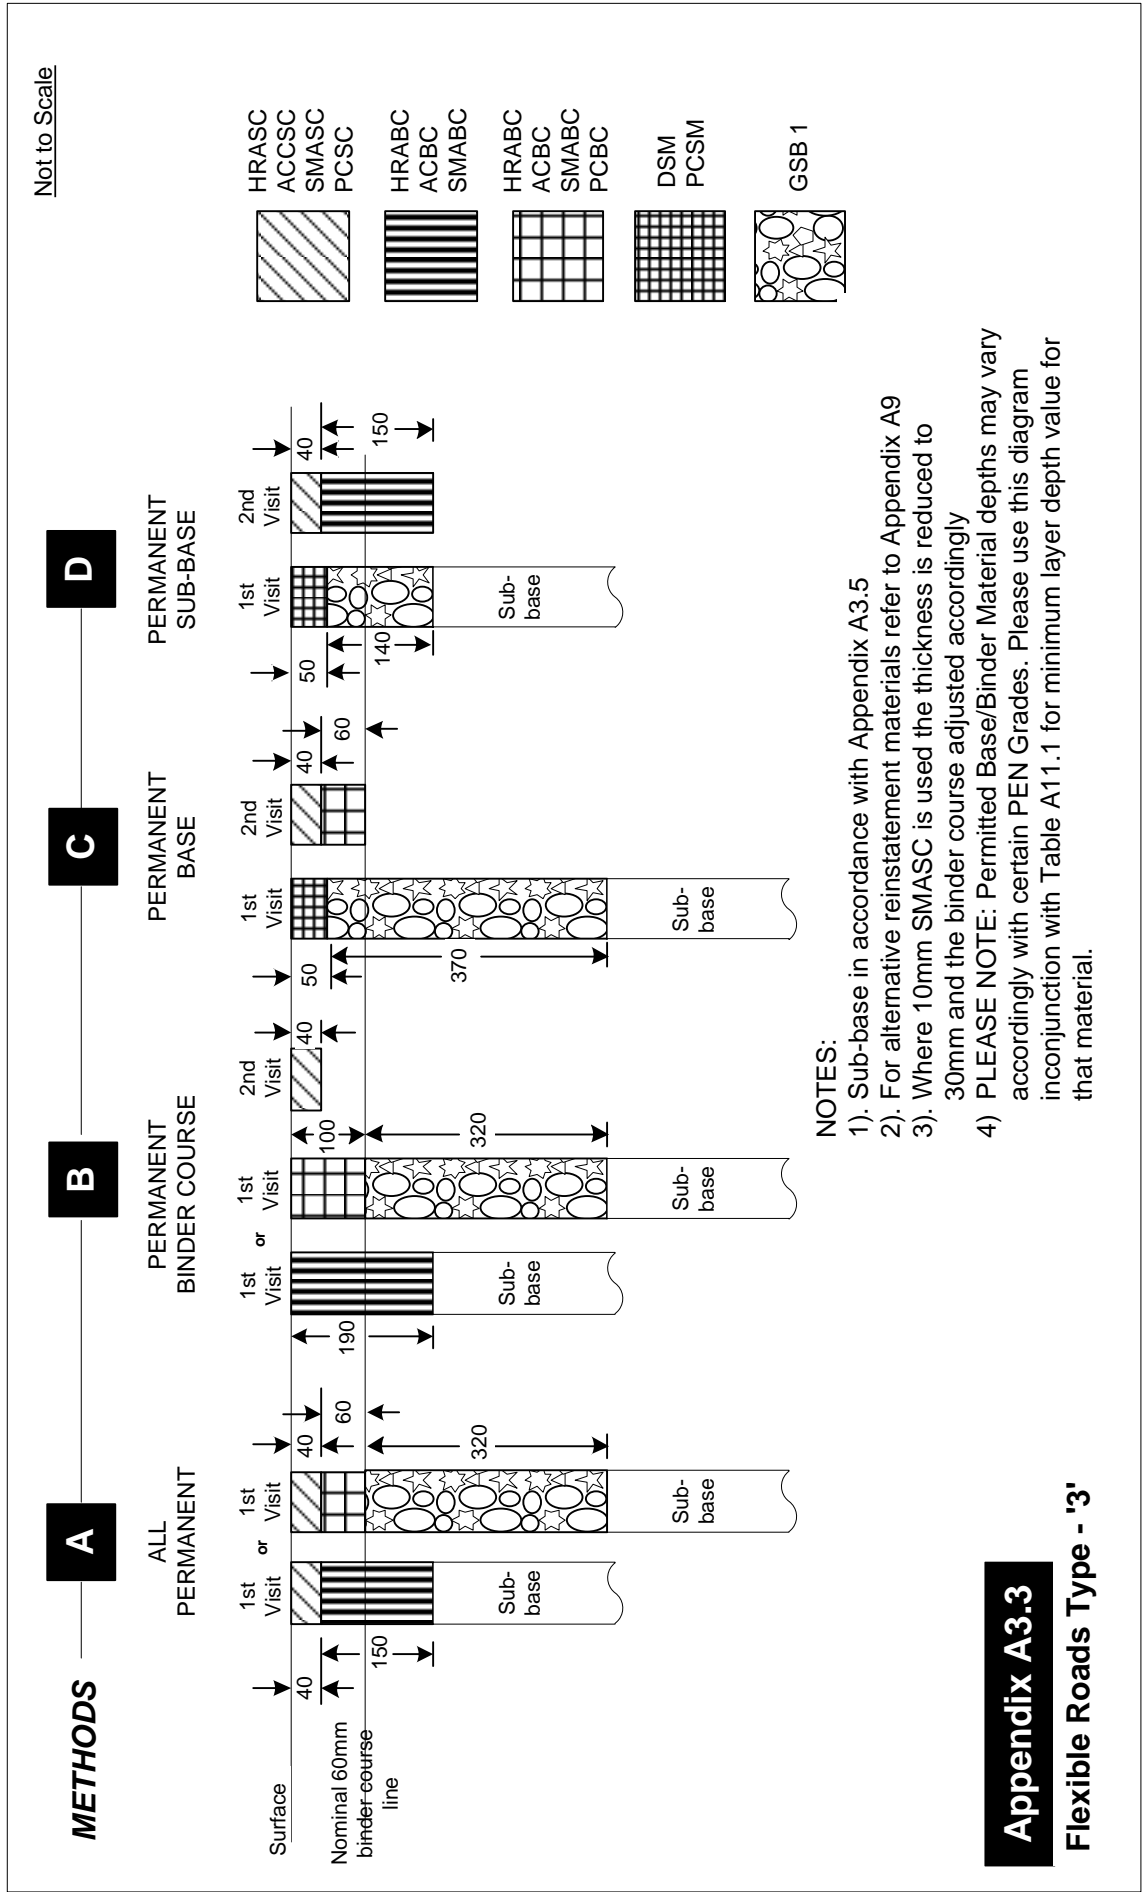 Not to Scale
METHODS
A
B
C
D
ALL
PERMANENT
PERMANENT
BINDER COURSE
PERMANENT
BASE
PERMANENT
SUB-BASE
1st
Visit
or
1st
Visit
1st
Visit
or
1st
Visit
2nd
Visit
1st
Visit
2nd
Visit
1st
Visit
2nd
Visit
Surface
Nominal 60mm
binder course
line
40
150
40
60
320
190
100
320
40
50
370
40
60
50
140
40
150
Sub-
base
Sub-
base
Sub-
base
Sub-
base
Sub-
base
Sub-
base
HRASC
ACCSC
SMASC
PCSC
HRABC
ACBC
SMABC
HRABC
ACBC
SMABC
PCBC
DSM
PCSM
GSB 1
NOTES:
1). Sub-base in accordance with Appendix A3.5
2). For alternative reinstatement materials refer to Appendix A9
3). Where 10mm SMASC is used the thickness is reduced to
30mm and the binder course adjusted accordingly
4) PLEASE NOTE: Permitted Base/Binder Material depths may vary
accordingly with certain PEN Grades. Please use this diagram
inconjunction with Table A11.1 for minimum layer depth value for
that material.
Appendix A3.3
Flexible Roads Type - '3'